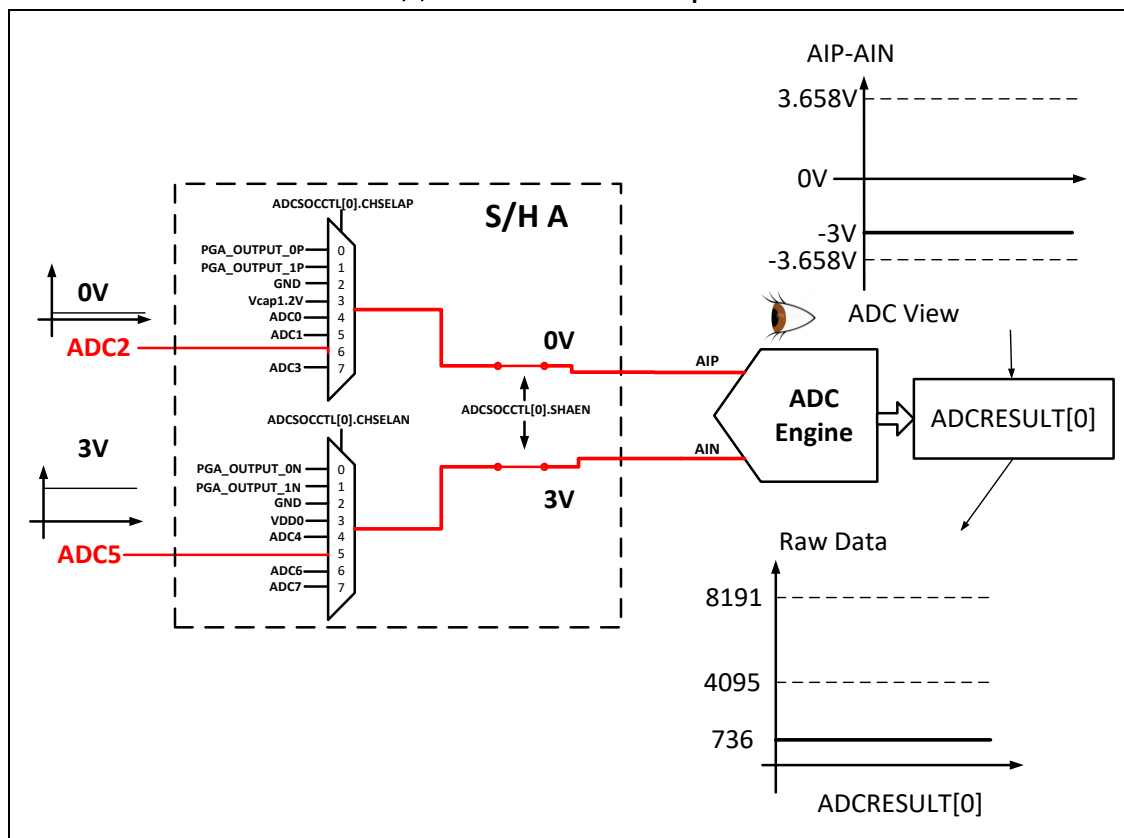 AIP-AIN
3.658V
0V
-3V
-3.658V
ADC View
ADCSOCCTL[0].CHSELAP
S/H A
PGA_OUTPUT_0P 0
PGA_OUTPUT_1P 1
GND 2
Vcap1.2V 3
ADC0 4
ADC1 5
6
ADC3 7
0V
ADC2
0V
AIP
ADCSOCCTL[0].SHAEN
ADC
Engine
ADCRESULT[0]
ADCSOCCTL[0].CHSELAN
AIN
3V
3V
PGA_OUTPUT_0N 0
PGA_OUTPUT_1N 1
GND 2
VDD0 3
ADC4 4
5
ADC6 6
ADC7 7
ADC5
Raw Data
8191
4095
736
ADCRESULT[0]